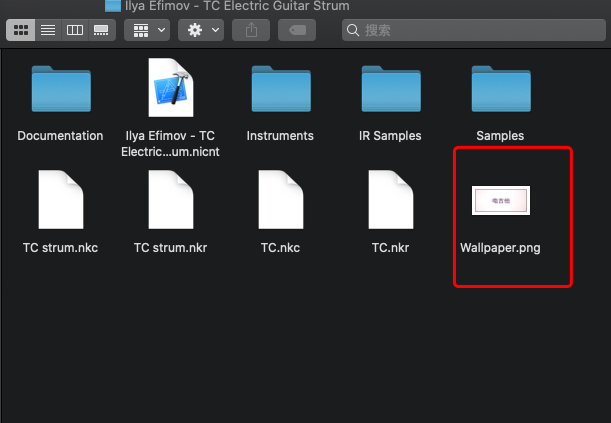 Ilya Efimov - TC Electric Guitar Strum
搜索
Documentation
Ilya Efimov - TC
Electric...um.nicnt
Instruments
IR Samples
Samples
TC strum.nkc
TC strum.nkr
TC.nkc
TC.nkr
电吉他
Wallpaper.png